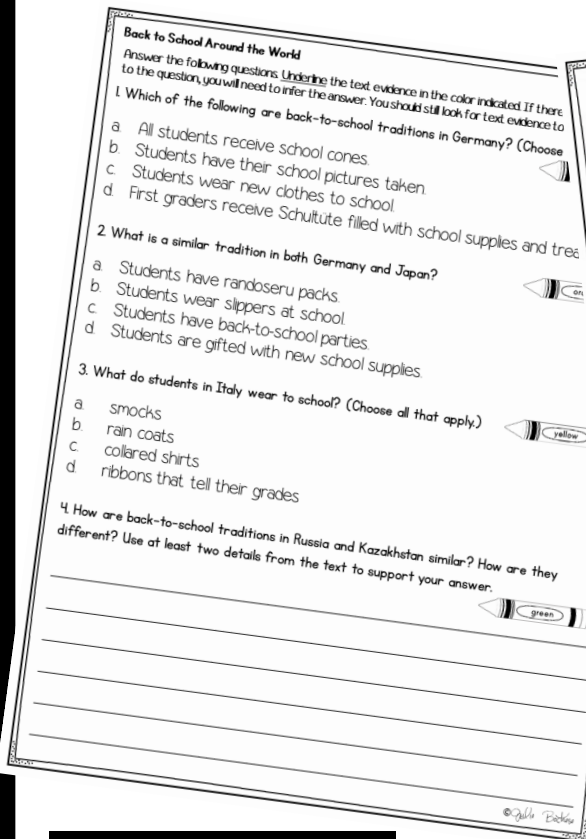 Back to School Around the World
Answer the following questions. Underline the text evidence in the color indicated. If there
to the question, you will need to infer the answer. You should still look for text evidence to
1. Which of the following are back-to-school traditions in Germany? (Choose
a. All students receive school cones.
b. Students have their school pictures taken.
c. Students wear new clothes to school.
d. First graders receive Schultüte filled with school supplies and trea
2. What is a similar tradition in both Germany and Japan?
a. Students have randoseru packs.
b. Students wear slippers at school.
c. Students have back-to-school parties.
d. Students are gifted with new school supplies.
3. What do students in Italy wear to school? (Choose all that apply.)
yellow
a. smocks
b. rain coats
c. collared shirts
d. ribbons that tell their grades
4. How are back-to-school traditions in Russia and Kazakhstan similar? How are they
different? Use at least two details from the text to support your answer.
green